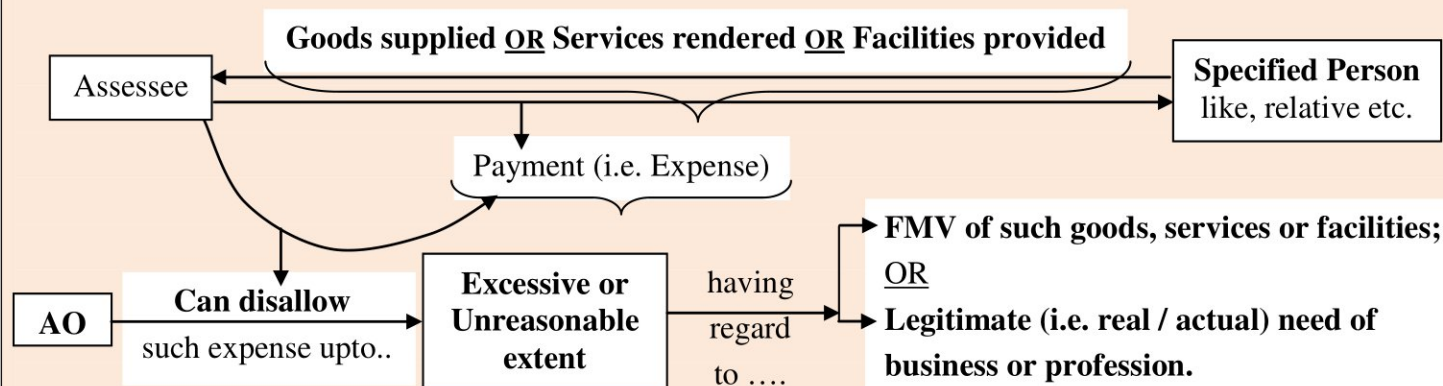 Goods supplied OR Services rendered OR Facilities provided
Assessee
Specified Person
like, relative etc.
Payment (i.e. Expense)
AO
Can disallow
such expense upto..
Excessive or
Unreasonable
extent
having
regard
to ....
FMV of such goods, services or facilities;
OR
Legitimate (i.e. real / actual) need of
business or profession.